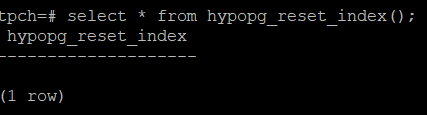 tpch=# select * from hypopg_reset_index();
hypopg_reset_index
--------------------
(1 row)